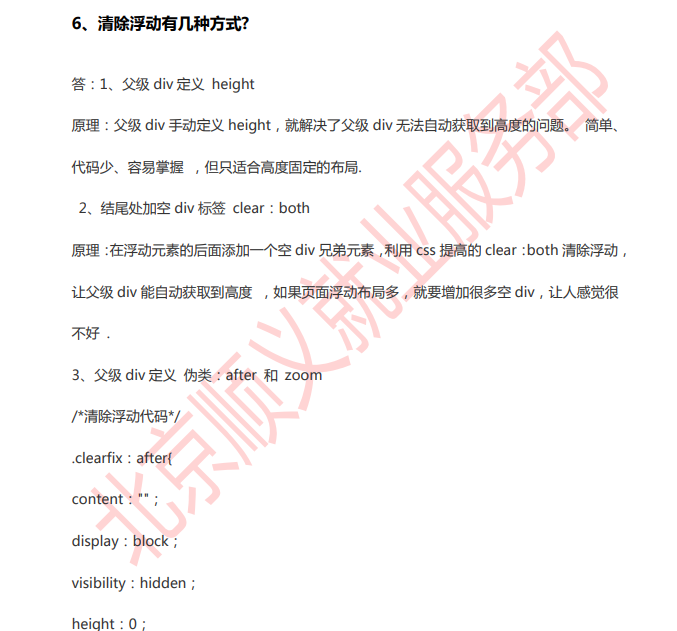 6、清除浮动有几种方式?
答：1、父级 div 定义 height
原理：父级 div 手动定义 height，就解决了父级 div 无法自动获取到高度的问题。 简单、
代码少、容易掌握 ，但只适合高度固定的布局.
2、结尾处加空 div 标签 clear：both
原理：在浮动元素的后面添加一个空 div 兄弟元素，利用 css 提高的 clear：both 清除浮动，
让父级 div 能自动获取到高度 ，如果页面浮动布局多，就要增加很多空 div，让人感觉很
不好 .
3、父级 div 定义 伪类：after 和 zoom
/*清除浮动代码*/
.clearfix：after{
content：""；
display：block；
visibility：hidden；
height：0；
北京顺义就业服务部